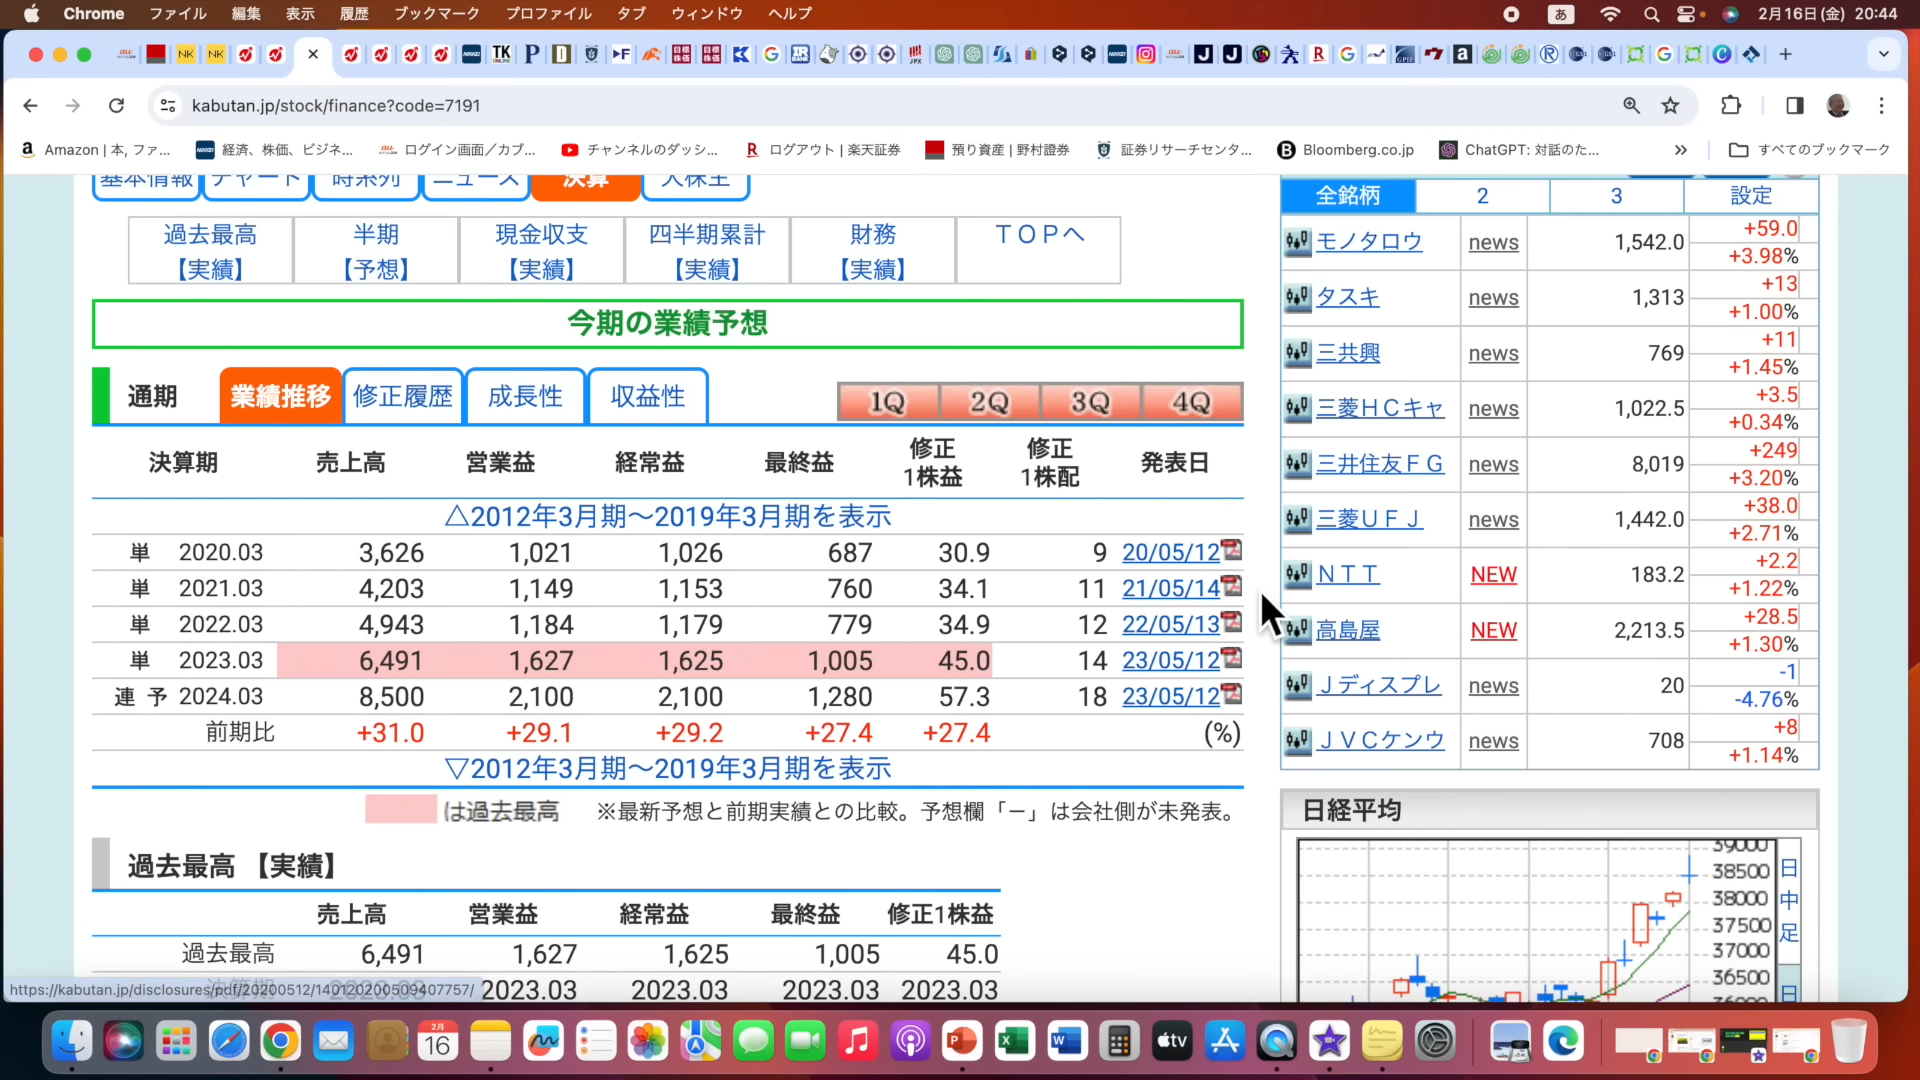 Chrome ファイル 編集 表示 履歴 ブックマーク プロファイル タブ ウィンドウ ヘルプ あ 2月16日(金) 20:44
kabutan.jp/stock/finance?code=7191
Amazon | 本, ファ... 経済、株価、ビジネ... ログイン画面／カブ... チャンネルのダッシ... ログアウト | 楽天証券 預り資産 | 野村證券 証券リサーチセンタ... Bloomberg.co.jp ChatGPT: 対話のた... » すべてのブックマーク
基本情報 チャート 時系列 ニュース 決算 大株主
過去最高【実績】 半期【予想】 現金収支【実績】 四半期累計【実績】 財務【実績】 ＴＯＰへ
今期の業績予想
通期 業績推移 修正履歴 成長性 収益性 1Q 2Q 3Q 4Q
決算期 売上高 営業益 経常益 最終益 修正1株益 修正1株配 発表日
△2012年3月期～2019年3月期を表示
単 2020.03 3,626 1,021 1,026 687 30.9 9 20/05/12
単 2021.03 4,203 1,149 1,153 760 34.1 11 21/05/14
単 2022.03 4,943 1,184 1,179 779 34.9 12 22/05/13
単 2023.03 6,491 1,627 1,625 1,005 45.0 14 23/05/12
連 予 2024.03 8,500 2,100 2,100 1,280 57.3 18 23/05/12
前期比 +31.0 +29.1 +29.2 +27.4 +27.4 (%)
▽2012年3月期～2019年3月期を表示
は過去最高 ※最新予想と前期実績との比較。予想欄「－」は会社側が未発表。
過去最高 【実績】
売上高 営業益 経常益 最終益 修正1株益
過去最高 6,491 1,627 1,625 1,005 45.0
決算期 2023.03 2023.03 2023.03 2023.03
https://kabutan.jp/disclosures/pdf/20200512/140120200509407757/
全銘柄 2 3 設定
モノタロウ news 1,542.0 +59.0 +3.98%
タスキ news 1,313 +13 +1.00%
三共興 news 769 +11 +1.45%
三菱ＨＣキャ news 1,022.5 +3.5 +0.34%
三井住友ＦＧ news 8,019 +249 +3.20%
三菱ＵＦＪ news 1,442.0 +38.0 +2.71%
ＮＴＴ NEW 183.2 +2.2 +1.22%
高島屋 NEW 2,213.5 +28.5 +1.30%
Ｊディスプレ news 20 -1 -4.76%
ＪＶＣケンウ news 708 +8 +1.14%
日経平均
39000
38500
38000
37500
37000
36500
36000
日中足
日
2月
16
tv